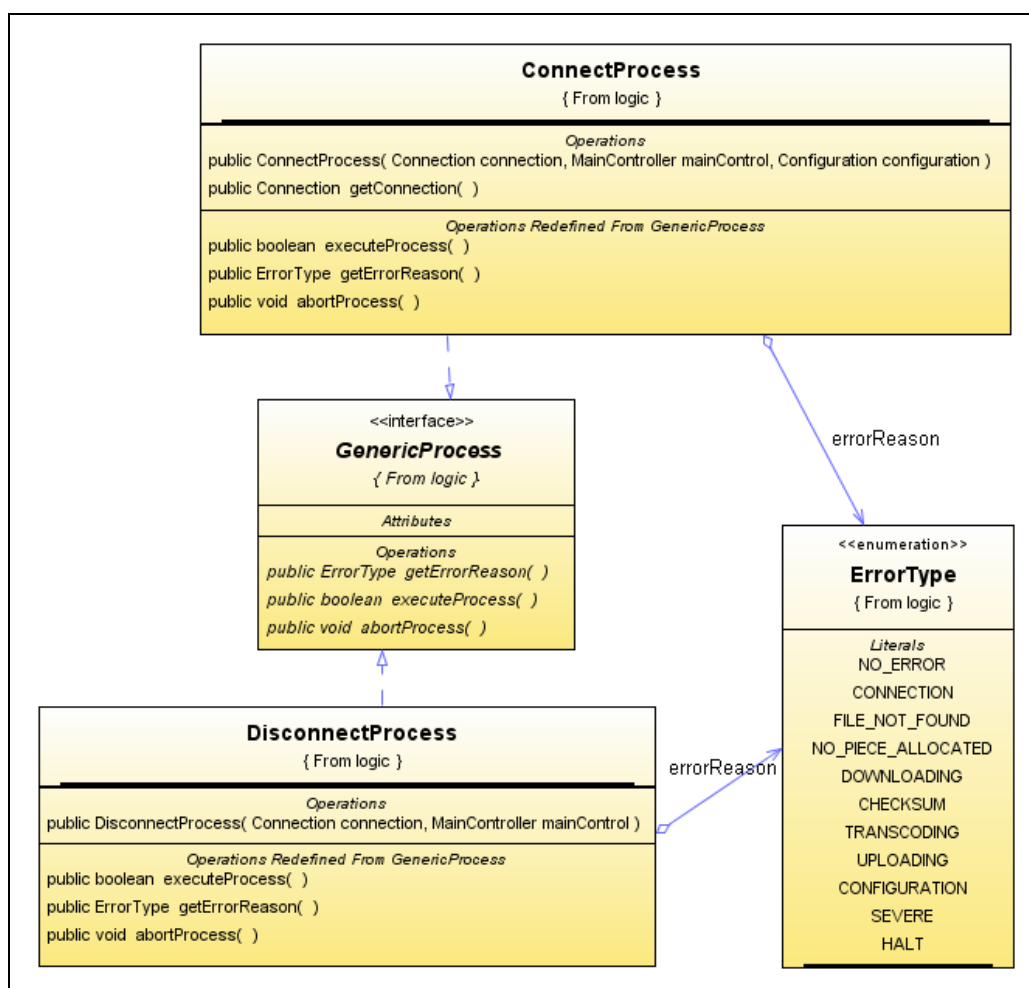 ConnectProcess
{ From logic }
Operations
public ConnectProcess( Connection connection, MainController mainControl, Configuration configuration )
public Connection getConnection( )
Operations Redefined From GenericProcess
public boolean executeProcess( )
public ErrorType getErrorReason( )
public void abortProcess( )
<<interface>>
GenericProcess
{ From logic }
Attributes
Operations
public ErrorType getErrorReason( )
public boolean executeProcess( )
public void abortProcess( )
errorReason
<<enumeration>>
ErrorType
{ From logic }
Literals
NO_ERROR
CONNECTION
FILE_NOT_FOUND
NO_PIECE_ALLOCATED
DOWNLOADING
CHECKSUM
TRANSCODING
UPLOADING
CONFIGURATION
SEVERE
HALT
DisconnectProcess
{ From logic }
Operations
public DisconnectProcess( Connection connection, MainController mainControl )
Operations Redefined From GenericProcess
public boolean executeProcess( )
public ErrorType getErrorReason( )
public void abortProcess( )
errorReason